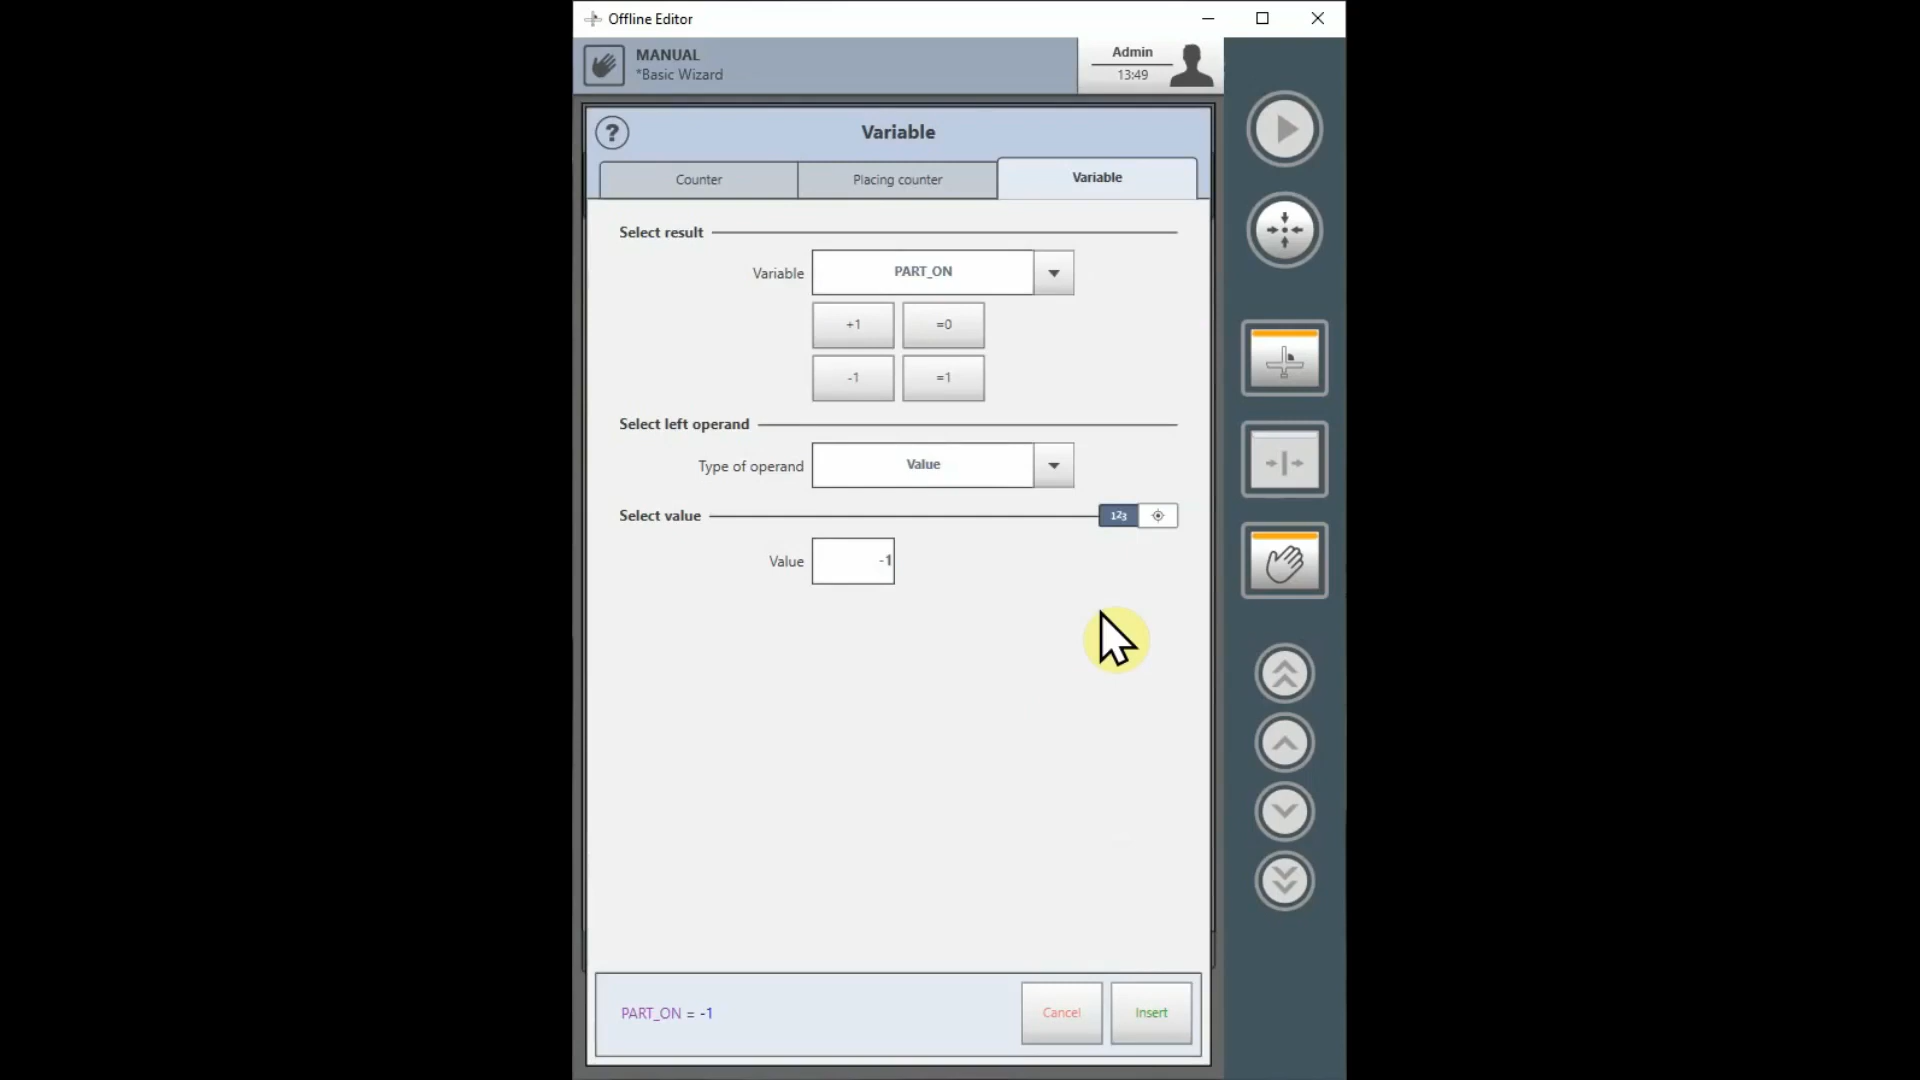 Offline Editor
MANUAL
*Basic Wizard
Admin
13:49
?
Variable
Counter
Placing counter
Variable
Select result
Variable
PART_ON
+1
=0
-1
=1
Select left operand
Type of operand
Value
Select value
123
Value
-1
PART_ON = -1
Cancel
Insert